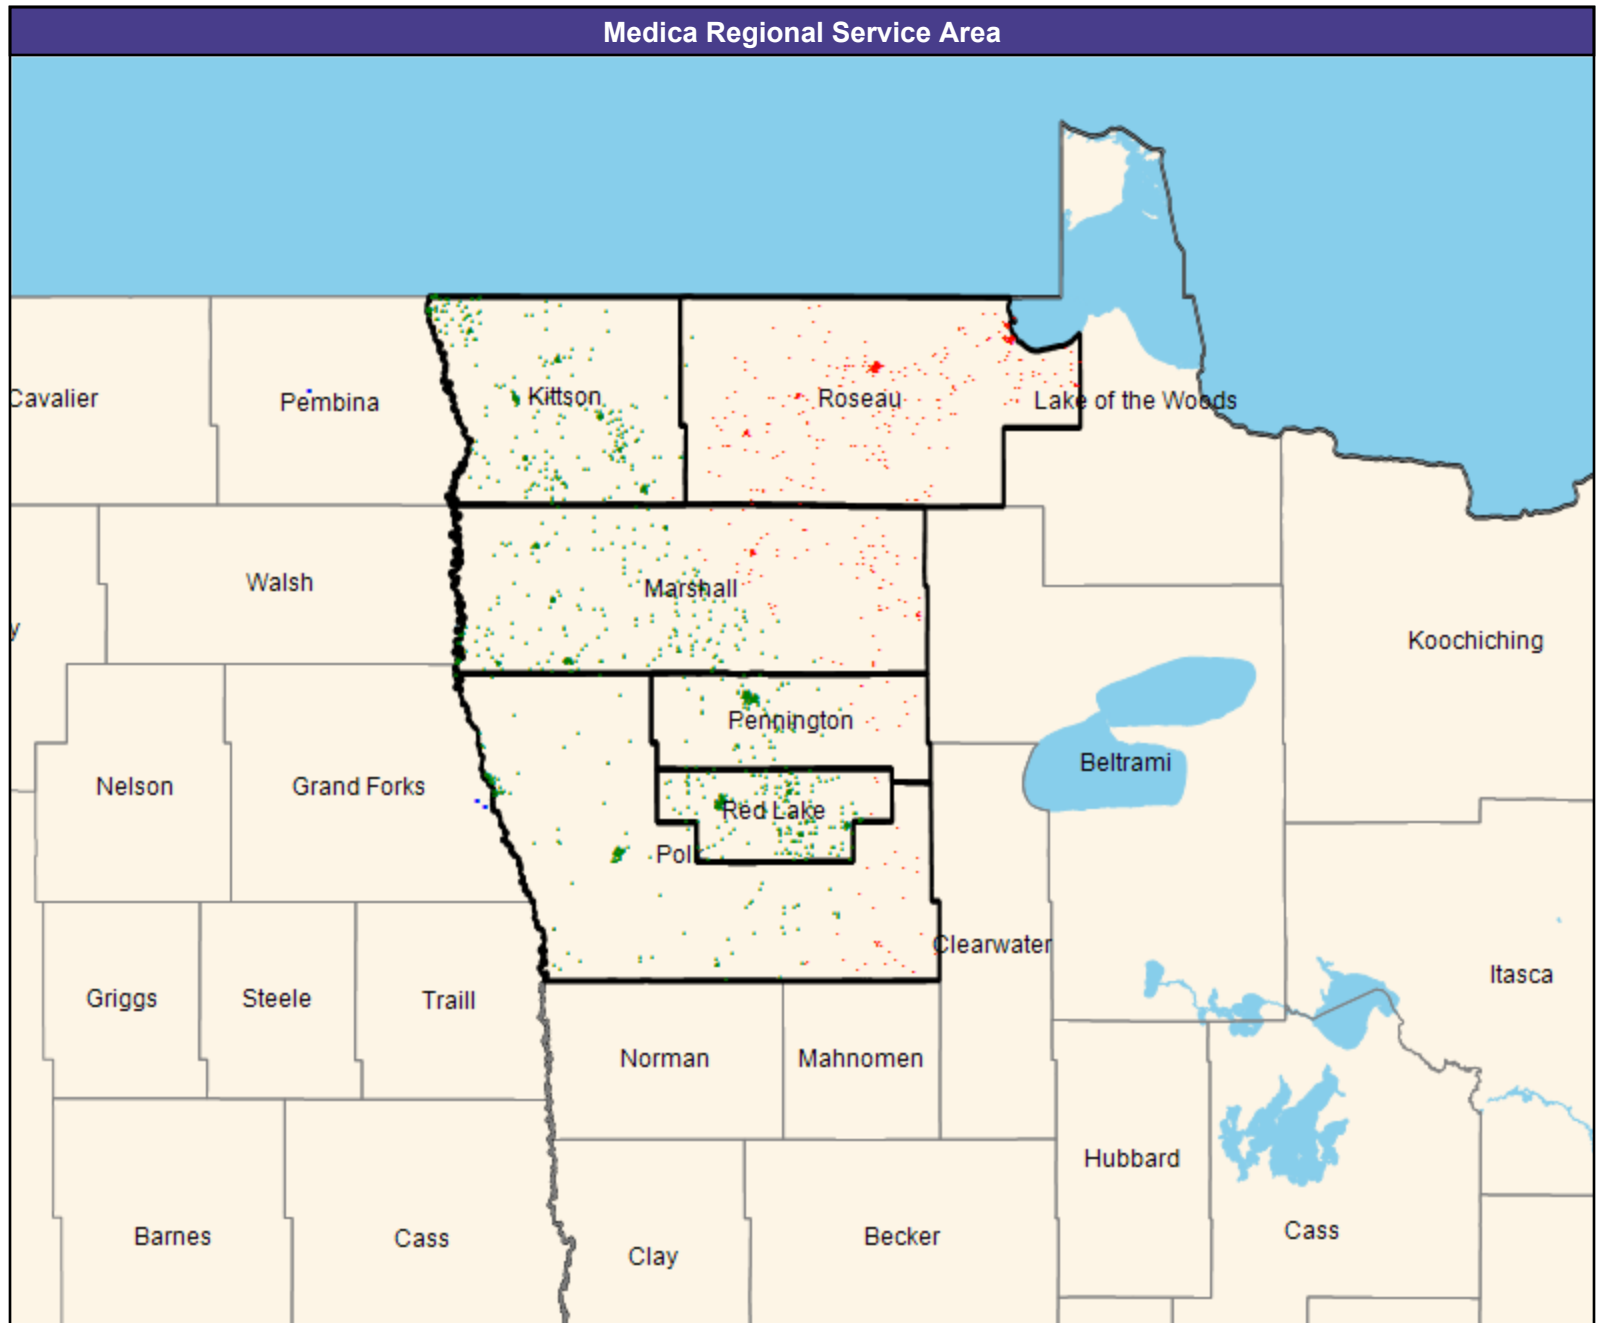 Medica Regional Service Area
Cavalier
Pembina
Kittson
Roseau
Lake of the Woods
Walsh
Marshall
y
Koochiching
Pennington
Nelson
Grand Forks
Beltrami
Red Lake
Pol
Clearwater
Griggs
Steele
Traill
Itasca
Norman
Mahnomen
Hubbard
Barnes
Cass
Clay
Becker
Cass